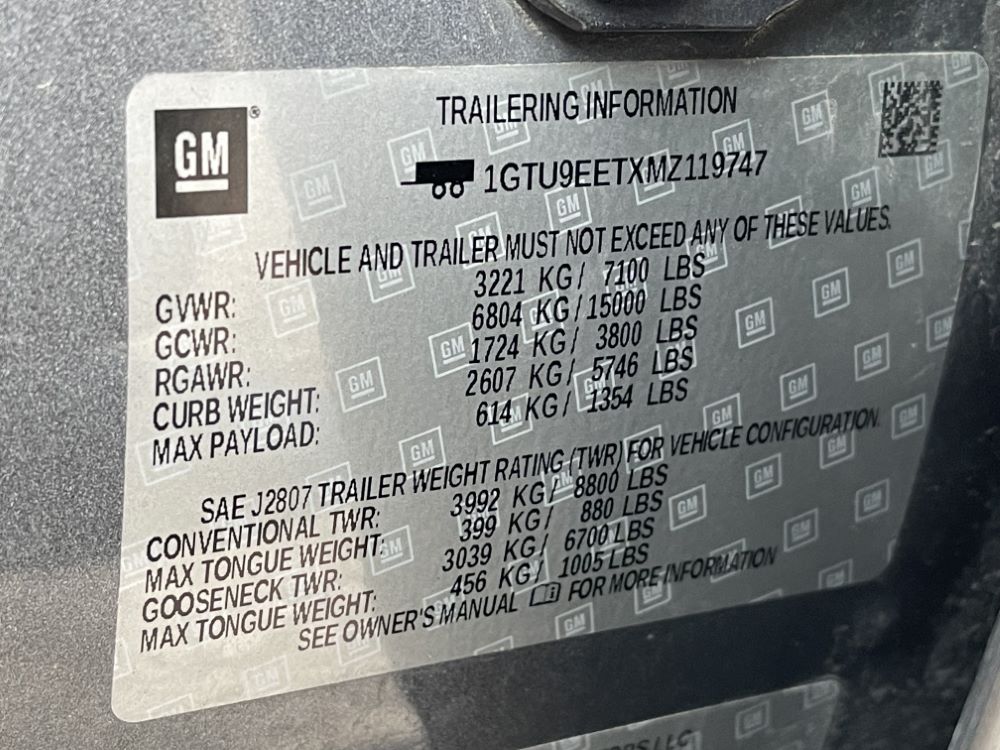 GM®
TRAILERING INFORMATION
1GTU9EETXMZ119747
VEHICLE AND TRAILER MUST NOT EXCEED ANY OF THESE VALUES.
GVWR: 3221 KG/ 7100 LBS
GCWR: 6804 KG/15000 LBS
RGAWR: 1724 KG/ 3800 LBS
CURB WEIGHT: 2607 KG/ 5746 LBS
MAX PAYLOAD: 614 KG/ 1354 LBS
SAE J2807 TRAILER WEIGHT RATING (TWR) FOR VEHICLE CONFIGURATION.
CONVENTIONAL TWR: 3992 KG/ 8800 LBS
MAX TONGUE WEIGHT: 399 KG/ 880 LBS
GOOSENECK TWR: 3039 KG/ 6700 LBS
MAX TONGUE WEIGHT: 456 KG/ 1005 LBS
SEE OWNER'S MANUAL FOR MORE INFORMATION
LLC